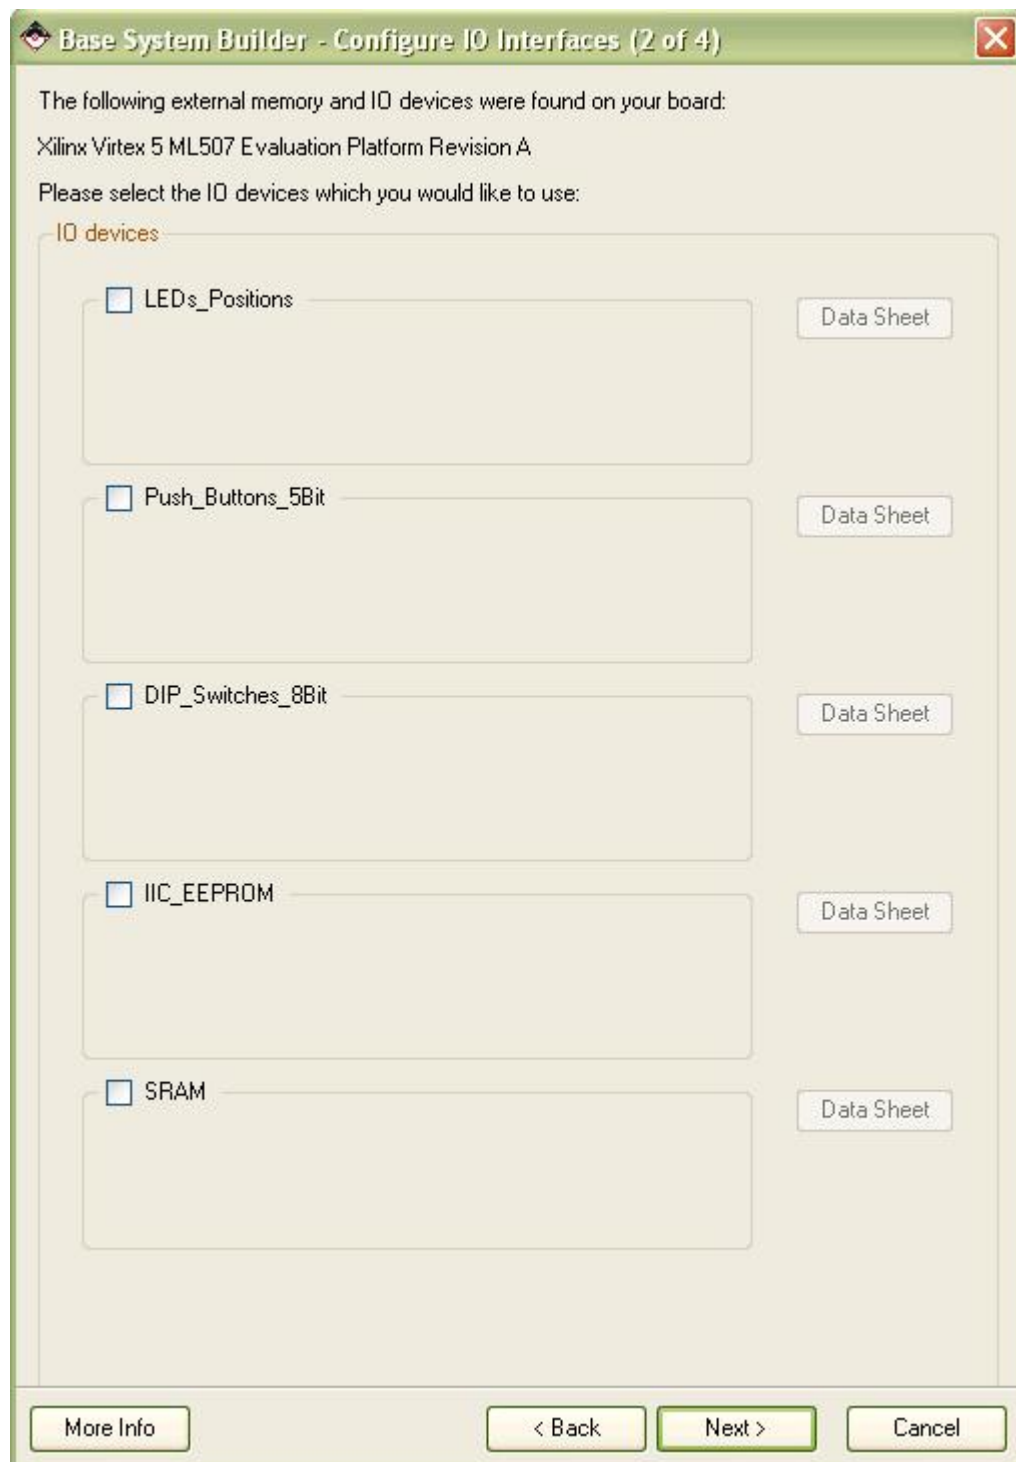 Base System Builder - Configure IO Interfaces (2 of 4)
The following external memory and IO devices were found on your board:
Xilinx Virtex 5 ML507 Evaluation Platform Revision A
Please select the IO devices which you would like to use:
IO devices
LEDs_Positions
Data Sheet
Push_Buttons_5Bit
Data Sheet
DIP_Switches_8Bit
Data Sheet
IIC_EEPROM
Data Sheet
SRAM
Data Sheet
More Info
< Back
Next >
Cancel